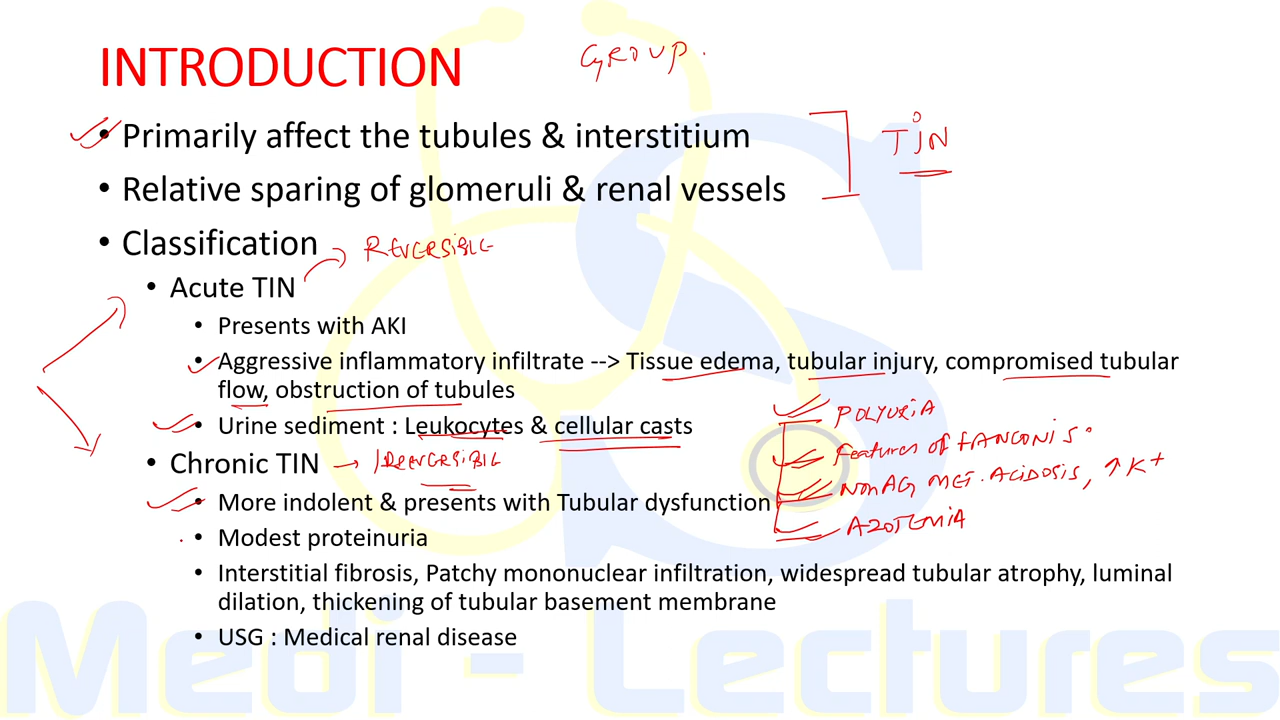 INTRODUCTION
GROUP.
• Primarily affect the tubules & interstitium
TiN
• Relative sparing of glomeruli & renal vessels
• Classification
REVERSiBLE
• Acute TIN
• Presents with AKI
• Aggressive inflammatory infiltrate --> Tissue edema, tubular injury, compromised tubular
flow, obstruction of tubules
• Urine sediment : Leukocytes & cellular casts
• Chronic TIN
• More indolent & presents with Tubular dysfunction
POLYURiA
Features of FANCONi S
NON AG MET. ACiDOSiS, ↑ K+
AZOTEMiA
• Modest proteinuria
• Interstitial fibrosis, Patchy mononuclear infiltration, widespread tubular atrophy, luminal
dilation, thickening of tubular basement membrane
• USG : Medical renal disease
Medi - Lectures